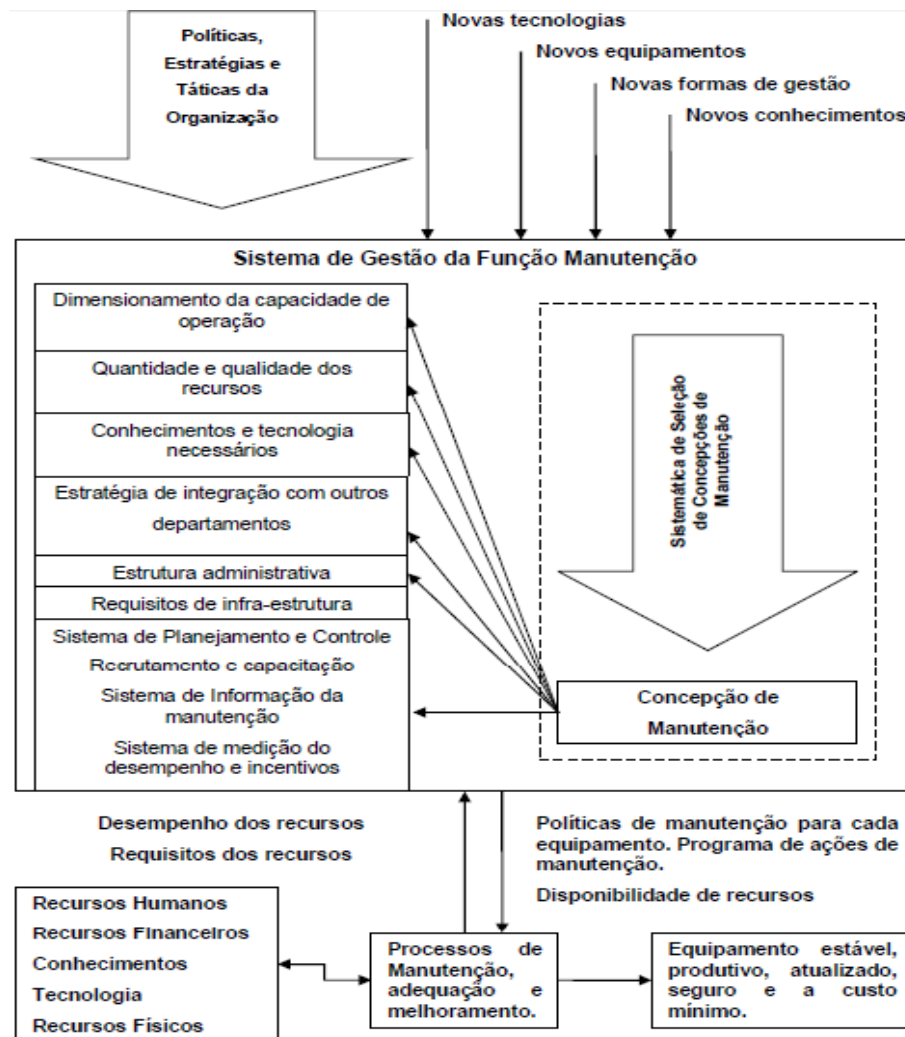 Políticas,
Estratégias e
Táticas da
Organização
Novas tecnologias
Novos equipamentos
Novas formas de gestão
Novos conhecimentos
Sistema de Gestão da Função Manutenção
Dimensionamento da capacidade de
operação
Quantidade e qualidade dos
recursos
Conhecimentos e tecnologia
necessários
Estratégia de integração com outros
departamentos
Estrutura administrativa
Requisitos de infra-estrutura
Sistema de Planejamento e Controle
Recrutamento e capacitação
Sistema de Informação da
manutenção
Sistema de medição do
desempenho e incentivos
Sistemática de Seleção
de Concepções de
Manutenção
Concepção de
Manutenção
Desempenho dos recursos
Requisitos dos recursos
Políticas de manutenção para cada
equipamento. Programa de ações de
manutenção.
Disponibilidade de recursos
Recursos Humanos
Recursos Financeiros
Conhecimentos
Tecnologia
Recursos Físicos
Processos de
Manutenção,
adequação e
melhoramento.
Equipamento estável,
produtivo, atualizado,
seguro e a custo
mínimo.